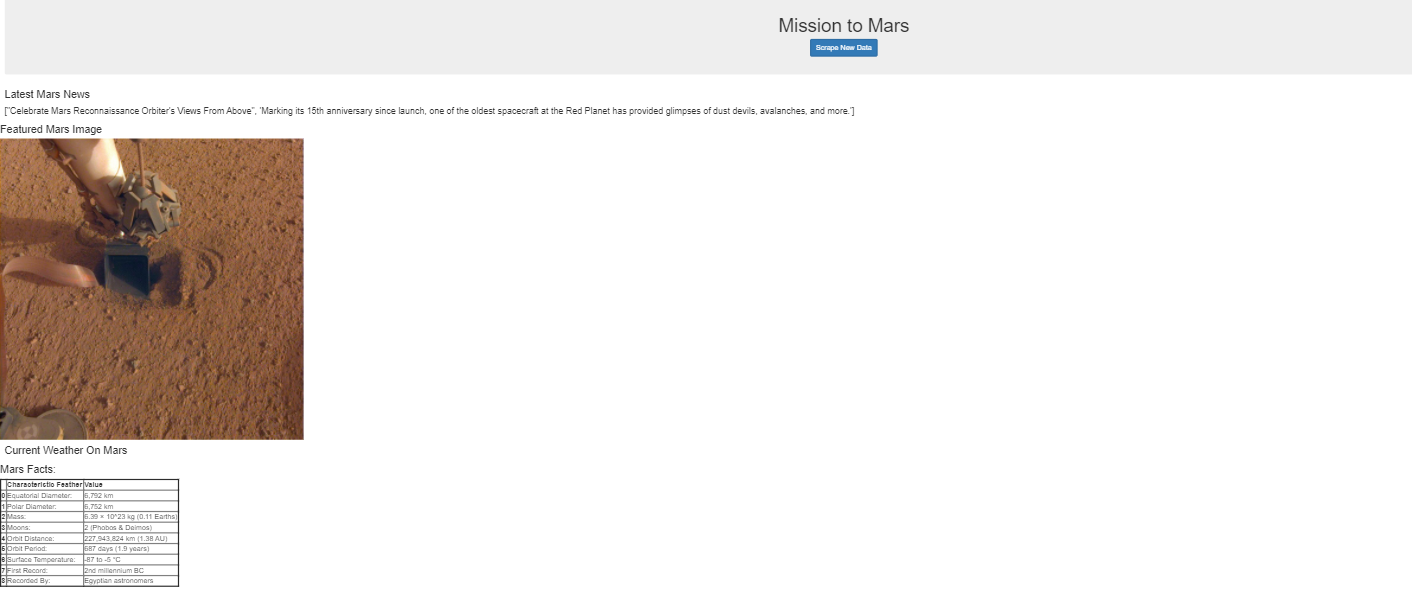 Mission to Mars
Scrape New Data
Latest Mars News
["Celebrate Mars Reconnaissance Orbiter's Views From Above", 'Marking its 15th anniversary since launch, one of the oldest spacecraft at the Red Planet has provided glimpses of dust devils, avalanches, and more.']
Featured Mars Image
Current Weather On Mars
Mars Facts:
Characteristic Feather Value
0 Equatorial Diameter: 6,792 km
1 Polar Diameter: 6,752 km
2 Mass: 6.39 × 10^23 kg (0.11 Earths)
3 Moons: 2 (Phobos & Deimos)
4 Orbit Distance: 227,943,824 km (1.38 AU)
5 Orbit Period: 687 days (1.9 years)
6 Surface Temperature: -87 to -5 °C
7 First Record: 2nd millennium BC
8 Recorded By: Egyptian astronomers